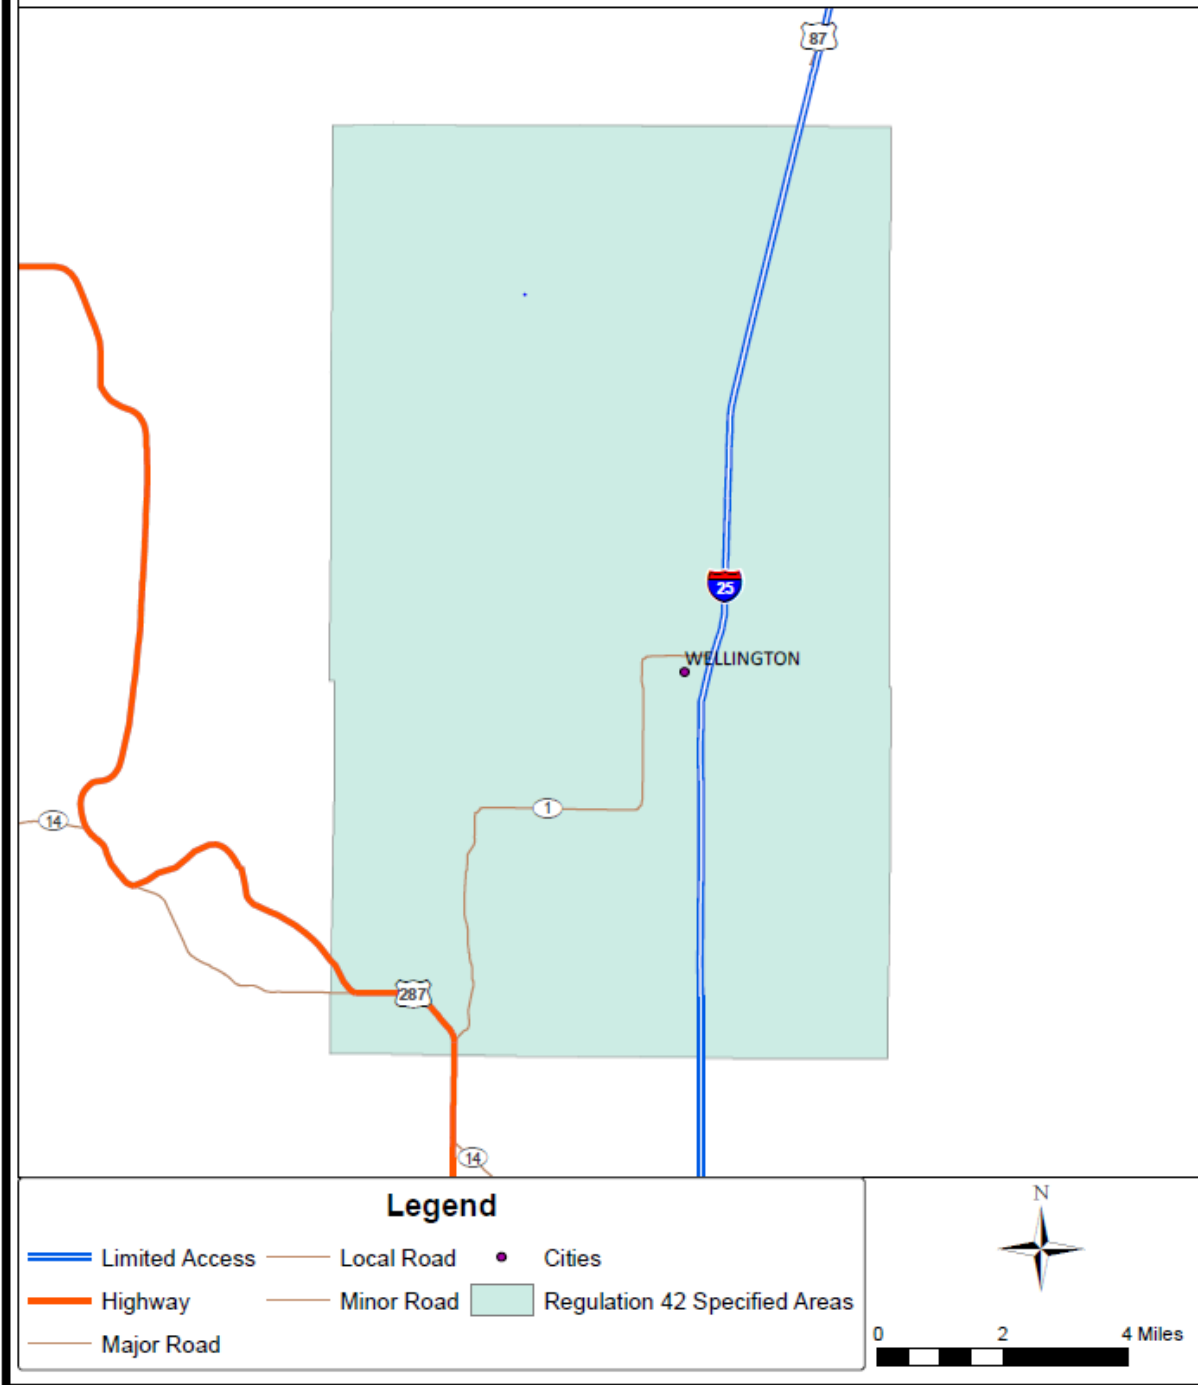 87
25
WELLINGTON
1
14
287
14
Legend
Limited Access
Local Road
Cities
Highway
Minor Road
Regulation 42 Specified Areas
Major Road
N
0 2 4 Miles